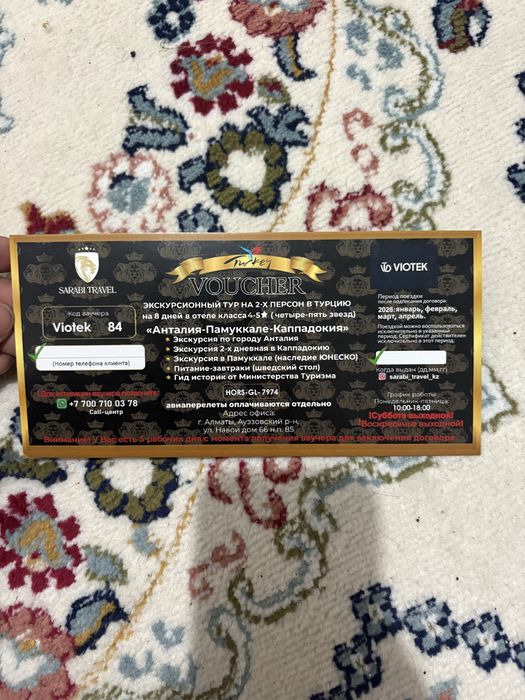 SARABI TRAVEL
Turkey
VOUCHER
VIOTEK
Код ваучера
Viotek 84
(Номер телефона клиента)
! Для активации ваучера позвоните:
+7 700 710 03 78
Call-центр
ЭКСКУРСИОННЫЙ ТУР НА 2-Х ПЕРСОН В ТУРЦИЮ
на 8 дней в отеле класса 4-5★ (четыре-пять звезд)
«Анталия-Памуккале-Каппадокия»
• Экскурсия по городу Анталия
• Экскурсия 2-х дневная в Каппадокию
• Экскурсия в Памуккале (наследие ЮНЕСКО)
• Питание-завтраки (шведский стол)
• Гид историк от Министерства Туризма
HORS-GL-7974
авиаперелеты оплачиваются отдельно
Адрес офиса:
г. Алматы, Ауэзовский р-н,
ул. Навои дом 66 н.п. 85
Период поездки
после подписания договора:
2026: январь, февраль,
март, апрель.
Поездкой можно воспользоваться
исключительно в указанный
период. Сертификат действителен
исключительно в этот период.
Когда выдан (дд,мм,гг)
sarabi_travel_kz
График работы
Понедельник-пятница:
10:00-18:00
!Суббота выходной!
!Воскресенье выходной!
Внимание! У Вас есть 3 рабочих дня с момента получения ваучера для заключения договора